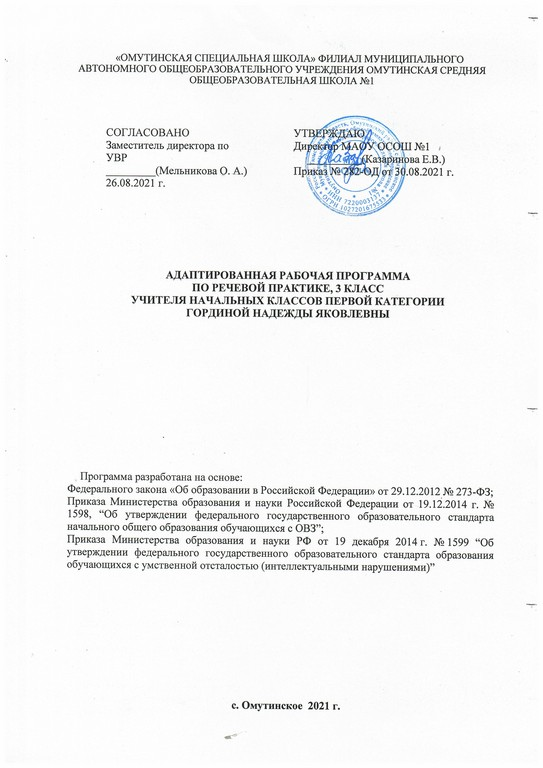 «ОМУТИНСКАЯ СПЕЦИАЛЬНАЯ ШКОЛА» ФИЛИАЛ МУНИЦИПАЛЬНОГО
АВТОНОМНОГО ОБЩЕОБРАЗОВАТЕЛЬНОГО УЧРЕЖДЕНИЯ ОМУТИНСКАЯ СРЕДНЯЯ
ОБЩЕОБРАЗОВАТЕЛЬНАЯ ШКОЛА №1
СОГЛАСОВАНО
Заместитель директора по
УВР
________(Мельникова О. А.)
26.08.2021 г.
УТВЕРЖДАЮ
Директор МАОУ ОСОШ №1
(Казаринова Е.В.)
Приказ № 282-ОД от 30.08.2021 г.
ИНН 7220003137 * ОГРН 1027201675533
АДАПТИРОВАННАЯ РАБОЧАЯ ПРОГРАММА
ПО РЕЧЕВОЙ ПРАКТИКЕ, 3 КЛАСС
УЧИТЕЛЯ НАЧАЛЬНЫХ КЛАССОВ ПЕРВОЙ КАТЕГОРИИ
ГОРДИНОЙ НАДЕЖДЫ ЯКОВЛЕВНЫ
Программа разработана на основе:
Федерального закона «Об образовании в Российской Федерации» от 29.12.2012 № 273-ФЗ;
Приказа Министерства образования и науки Российской Федерации от 19.12.2014 г. №
1598, “Об утверждении федерального государственного образовательного стандарта
начального общего образования обучающихся с ОВЗ”;
Приказа Министерства образования и науки РФ от 19 декабря 2014 г. № 1599 “Об
утверждении федерального государственного образовательного стандарта образования
обучающихся с умственной отсталостью (интеллектуальными нарушениями)”
с. Омутинское 2021 г.